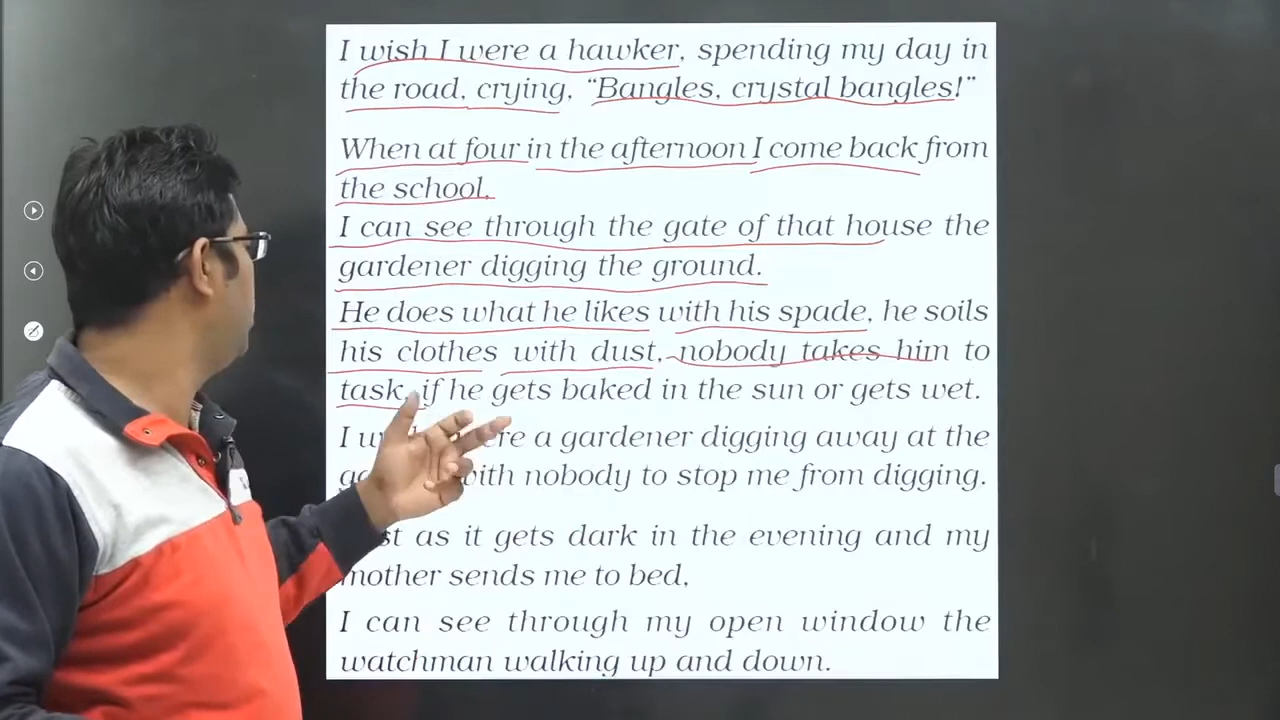 I wish I were a hawker, spending my day in
the road, crying, “Bangles, crystal bangles!”
When at four in the afternoon I come back from
the school,
I can see through the gate of that house the
gardener digging the ground.
He does what he likes with his spade, he soils
his clothes with dust, nobody takes him to
task, if he gets baked in the sun or gets wet.
I were a gardener digging away at the
with nobody to stop me from digging.
as it gets dark in the evening and my
mother sends me to bed,
I can see through my open window the
watchman walking up and down.